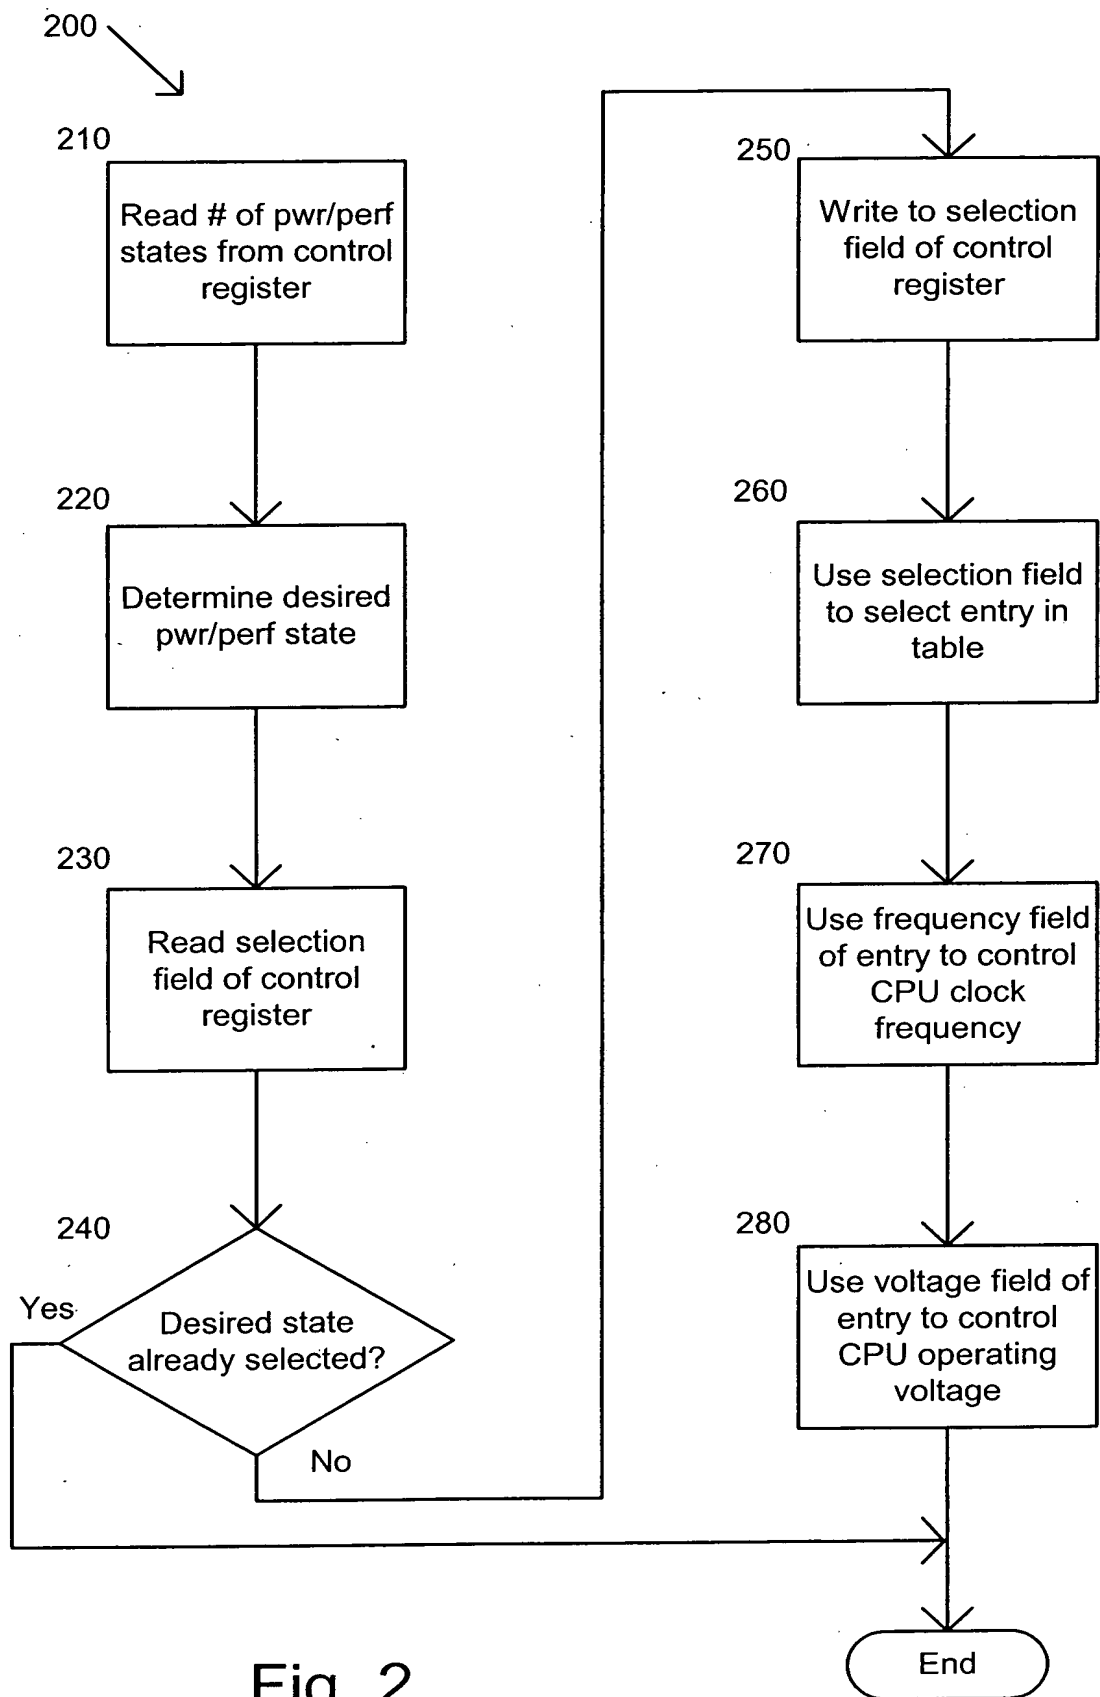 200
210
Read # of pwr/perf
states from control
register
220
Determine desired
pwr/perf state
230
Read selection
field of control
register
240
Yes
Desired state
already selected?
No
250
Write to selection
field of control
register
260
Use selection field
to select entry in
table
270
Use frequency field
of entry to control
CPU clock
frequency
280
Use voltage field of
entry to control
CPU operating
voltage
End
Fig. 2